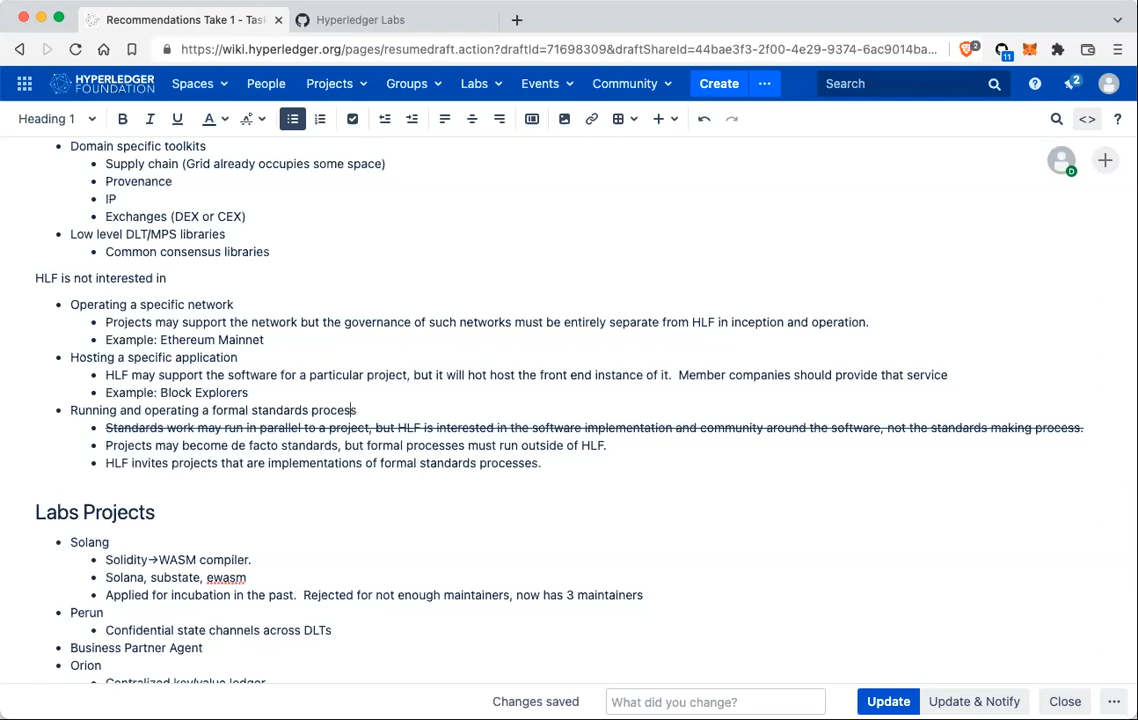 Recommendations Take 1 - Tas
Hyperledger Labs
https://wiki.hyperledger.org/pages/resumedraft.action?draftId=71698309&draftShareId=44bae3f3-2f00-4e29-9374-6ac9014ba...
2
11
HYPERLEDGER FOUNDATION Spaces People Projects Groups Labs Events Community Create ... Search 2
Heading 1 B I U A
Domain specific toolkits
Supply chain (Grid already occupies some space)
Provenance
IP
Exchanges (DEX or CEX)
Low level DLT/MPS libraries
Common consensus libraries
HLF is not interested in
Operating a specific network
Projects may support the network but the governance of such networks must be entirely separate from HLF in inception and operation.
Example: Ethereum Mainnet
Hosting a specific application
HLF may support the software for a particular project, but it will hot host the front end instance of it.  Member companies should provide that service
Example: Block Explorers
Running and operating a formal standards process
Standards work may run in parallel to a project, but HLF is interested in the software implementation and community around the software, not the standards making process.
Projects may become de facto standards, but formal processes must run outside of HLF.
HLF invites projects that are implementations of formal standards processes.
Labs Projects
Solang
Solidity→WASM compiler.
Solana, substate, ewasm
Applied for incubation in the past.  Rejected for not enough maintainers, now has 3 maintainers
Perun
Confidential state channels across DLTs
Business Partner Agent
Orion
Centralized key/value ledger
Changes saved What did you change? Update Update & Notify Close ...